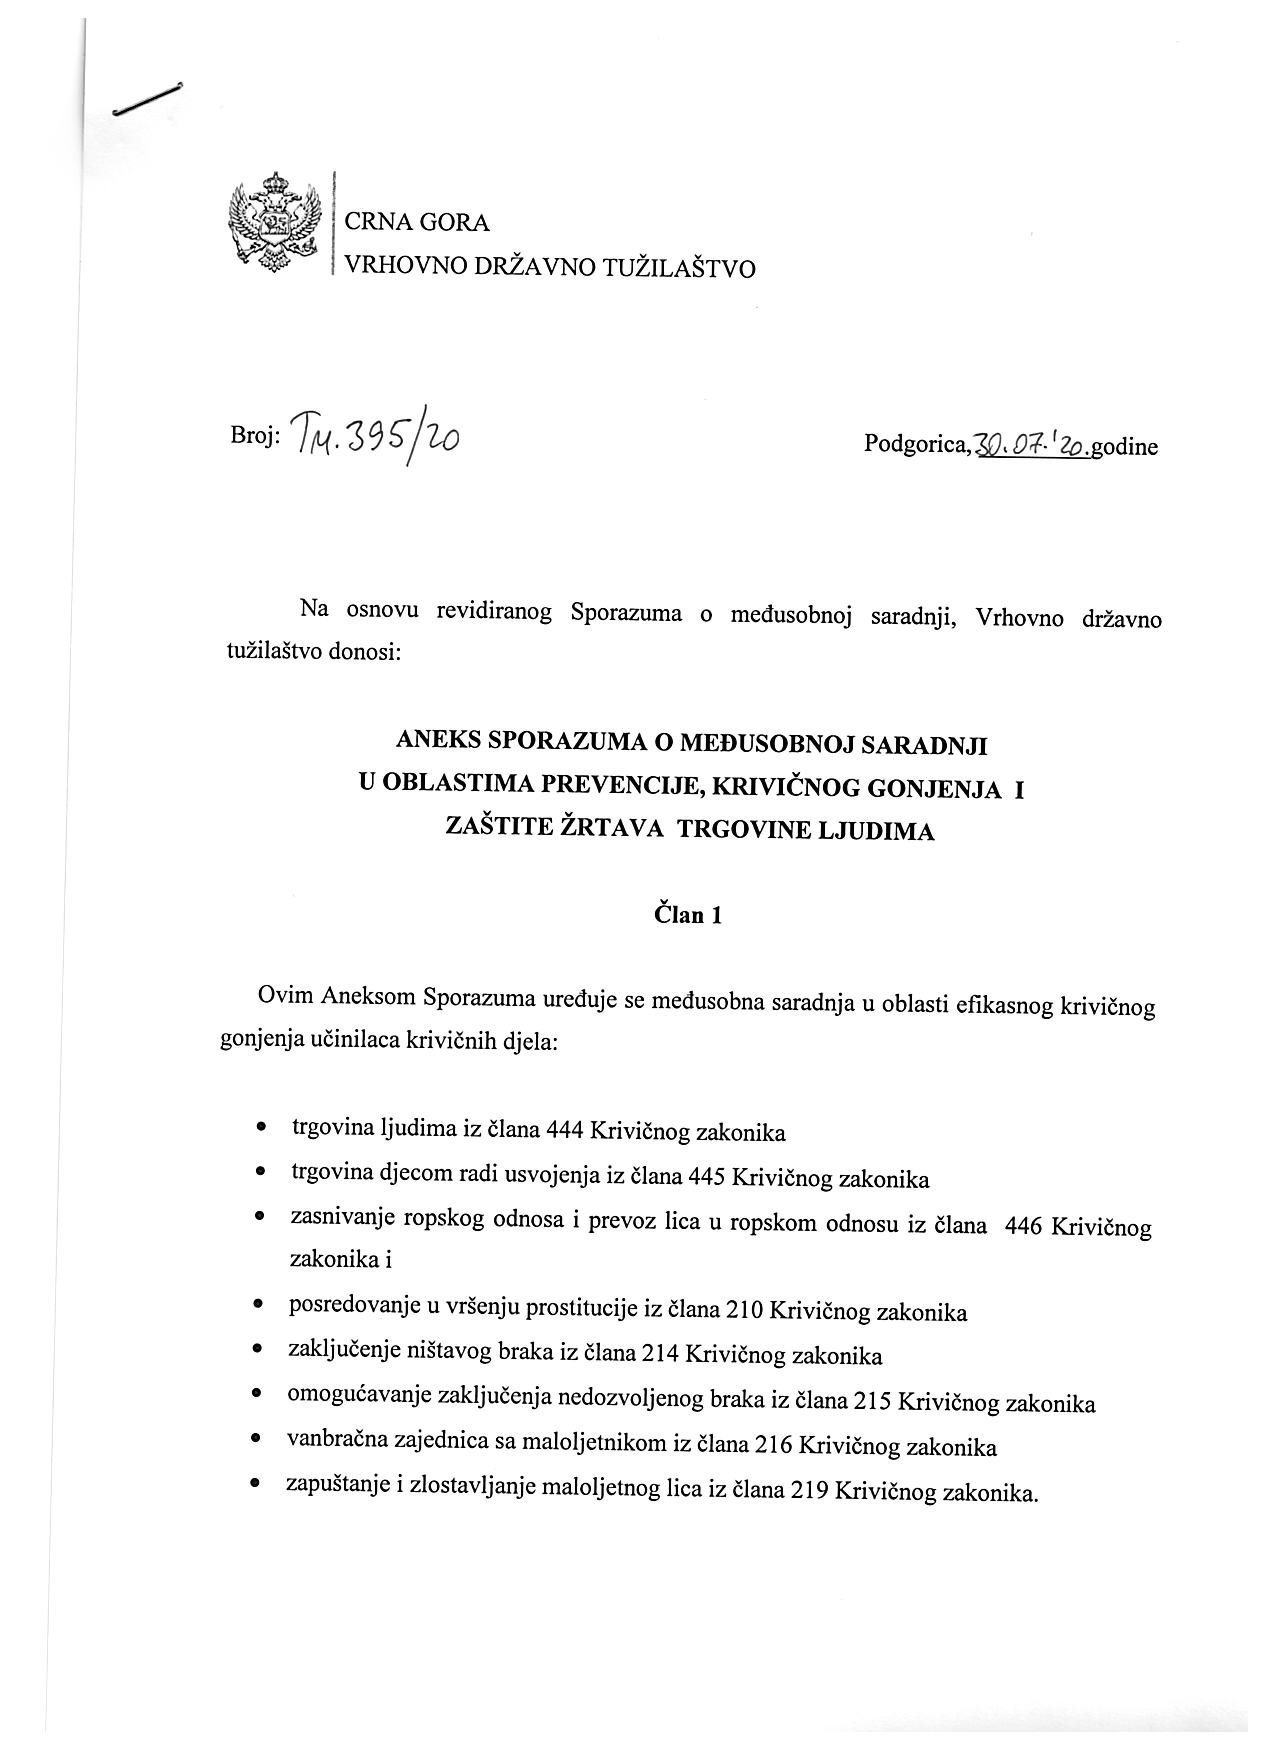 CRNA GORA
VRHOVNO DRŽAVNO TUŽILAŠTVO
Broj: TM.395/20
Podgorica, 30.07.'20.godine
Na osnovu revidiranog Sporazuma o međusobnoj saradnji, Vrhovno državno
tužilaštvo donosi:
ANEKS SPORAZUMA O MEĐUSOBNOJ SARADNJI
U OBLASTIMA PREVENCIJE, KRIVIČNOG GONJENJA I
ZAŠTITE ŽRTAVA TRGOVINE LJUDIMA
Član 1
Ovim Aneksom Sporazuma uređuje se međusobna saradnja u oblasti efikasnog krivičnog
gonjenja učinilaca krivičnih djela:
• trgovina ljudima iz člana 444 Krivičnog zakonika
• trgovina djecom radi usvojenja iz člana 445 Krivičnog zakonika
• zasnivanje ropskog odnosa i prevoz lica u ropskom odnosu iz člana 446 Krivičnog
zakonika i
• posredovanje u vršenju prostitucije iz člana 210 Krivičnog zakonika
• zaključenje ništavog braka iz člana 214 Krivičnog zakonika
• omogućavanje zaključenja nedozvoljenog braka iz člana 215 Krivičnog zakonika
• vanbračna zajednica sa maloljetnikom iz člana 216 Krivičnog zakonika
• zapuštanje i zlostavljanje maloljetnog lica iz člana 219 Krivičnog zakonika.